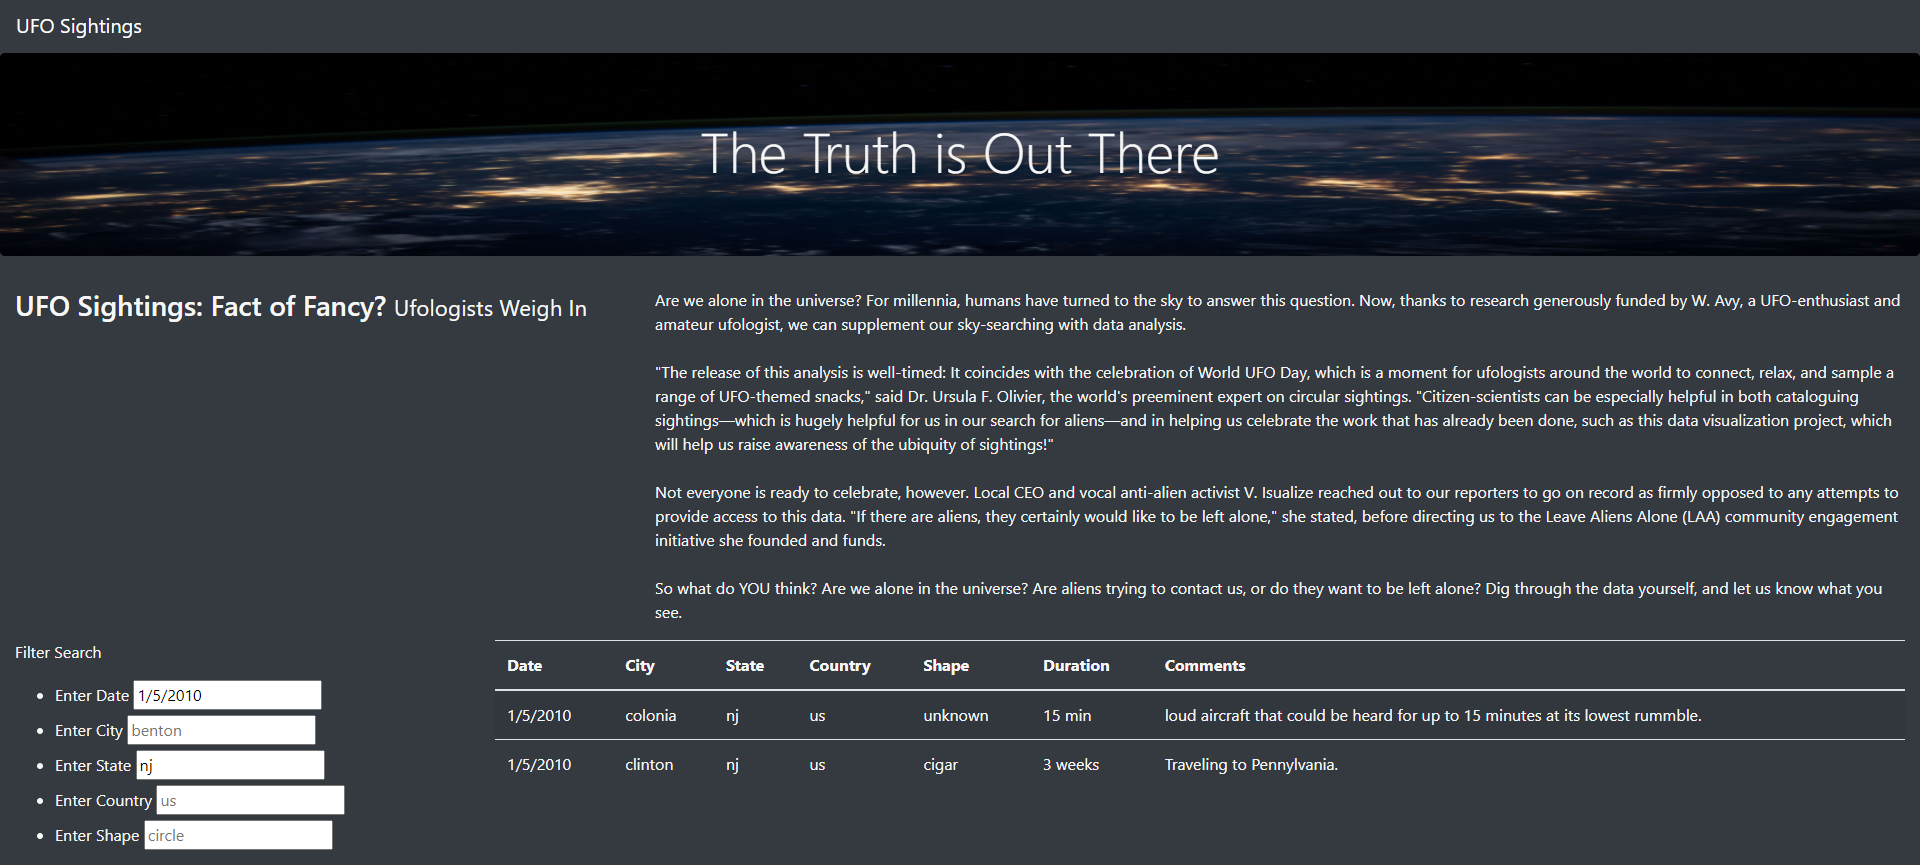 UFO Sightings
The Truth is Out There
UFO Sightings: Fact of Fancy? Ufologists Weigh In
Are we alone in the universe? For millennia, humans have turned to the sky to answer this question. Now, thanks to research generously funded by W. Avy, a UFO-enthusiast and
amateur ufologist, we can supplement our sky-searching with data analysis.
"The release of this analysis is well-timed: It coincides with the celebration of World UFO Day, which is a moment for ufologists around the world to connect, relax, and sample a
range of UFO-themed snacks," said Dr. Ursula F. Olivier, the world's preeminent expert on circular sightings. "Citizen-scientists can be especially helpful in both cataloguing
sightings—which is hugely helpful for us in our search for aliens—and in helping us celebrate the work that has already been done, such as this data visualization project, which
will help us raise awareness of the ubiquity of sightings!"
Not everyone is ready to celebrate, however. Local CEO and vocal anti-alien activist V. Isualize reached out to our reporters to go on record as firmly opposed to any attempts to
provide access to this data. "If there are aliens, they certainly would like to be left alone," she stated, before directing us to the Leave Aliens Alone (LAA) community engagement
initiative she founded and funds.
So what do YOU think? Are we alone in the universe? Are aliens trying to contact us, or do they want to be left alone? Dig through the data yourself, and let us know what you
see.
Filter Search
Enter Date 1/5/2010
Enter City benton
Enter State nj
Enter Country us
Enter Shape circle
Date City State Country Shape Duration Comments
1/5/2010 colonia nj us unknown 15 min loud aircraft that could be heard for up to 15 minutes at its lowest rummble.
1/5/2010 clinton nj us cigar 3 weeks Traveling to Pennsylvania.